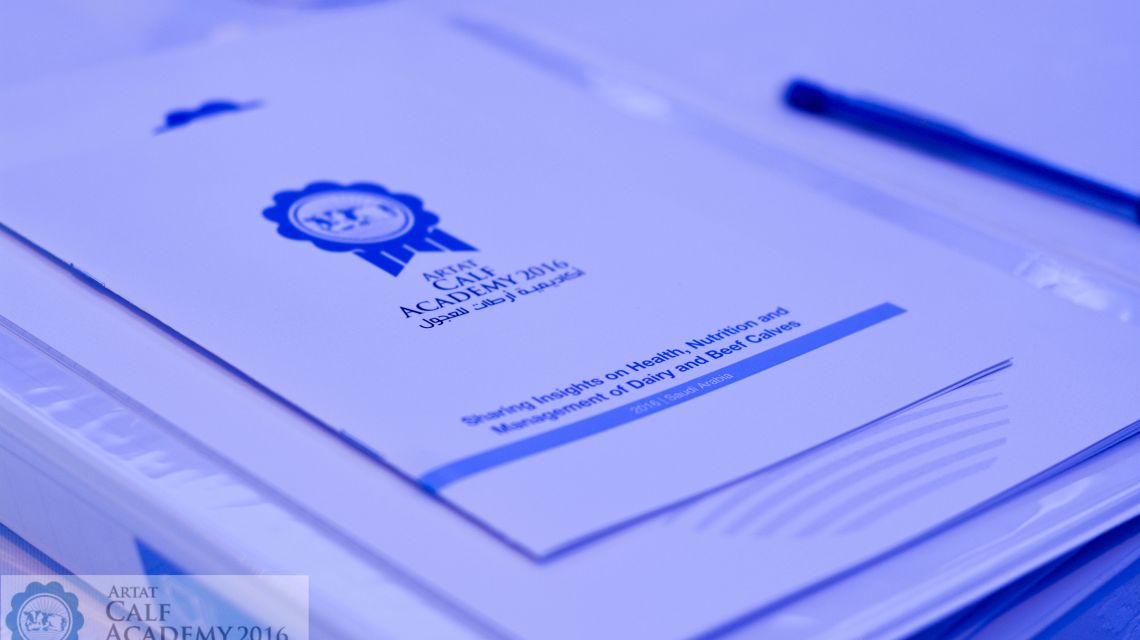 ARTAT
CALF
ACADEMY 2016
أكاديمية أرطات للعجول
Sharing Insights on Health, Nutrition and
Management of Dairy and Beef Calves
2016 | Saudi Arabia
ARTAT
CALF
ACADEMY 2016